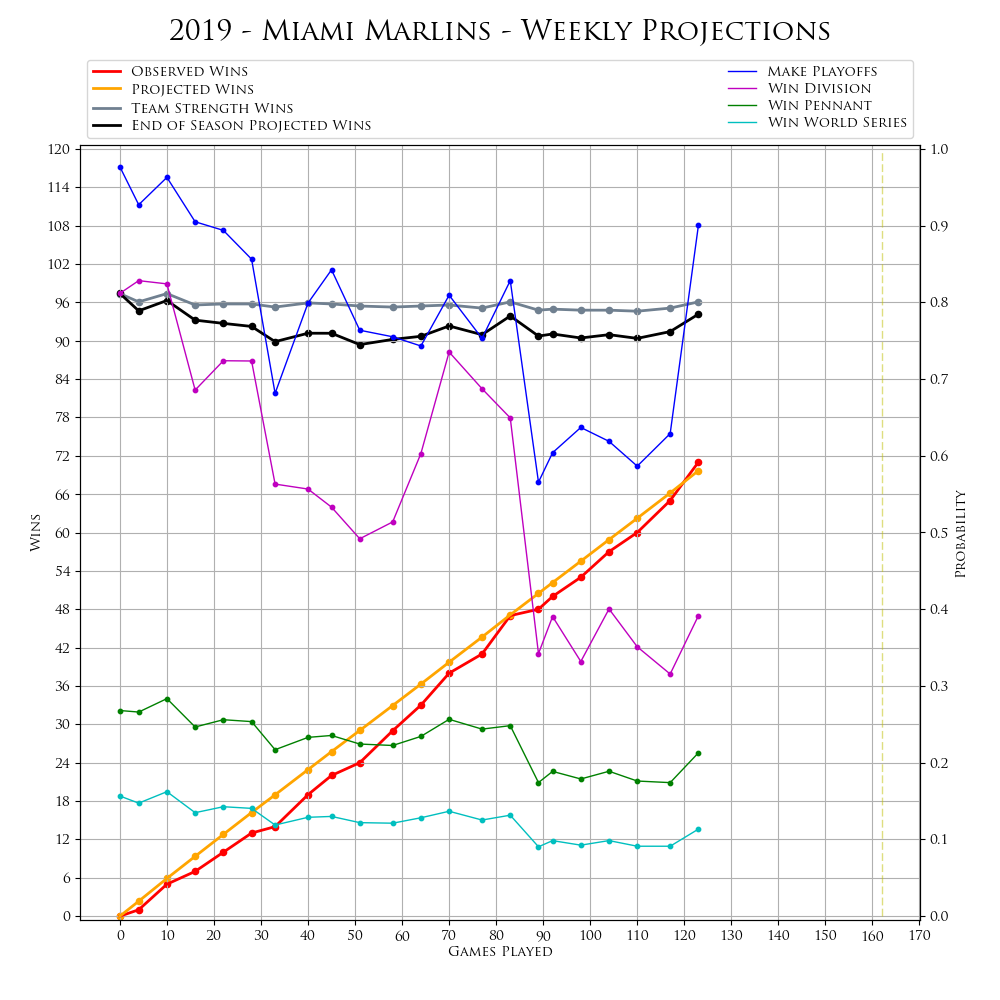 2019 - Miami Marlins - Weekly Projections
Observed Wins
Projected Wins
Team Strength Wins
End of Season Projected Wins
Make Playoffs
Win Division
Win Pennant
Win World Series
120
114
108
102
96
90
84
78
72
66
60
54
48
42
36
30
24
18
12
6
0
Wins
1.0
0.9
0.8
0.7
0.6
0.5
0.4
0.3
0.2
0.1
0.0
Probability
0 10 20 30 40 50 60 70 80 90 100 110 120 130 140 150 160 170
Games Played